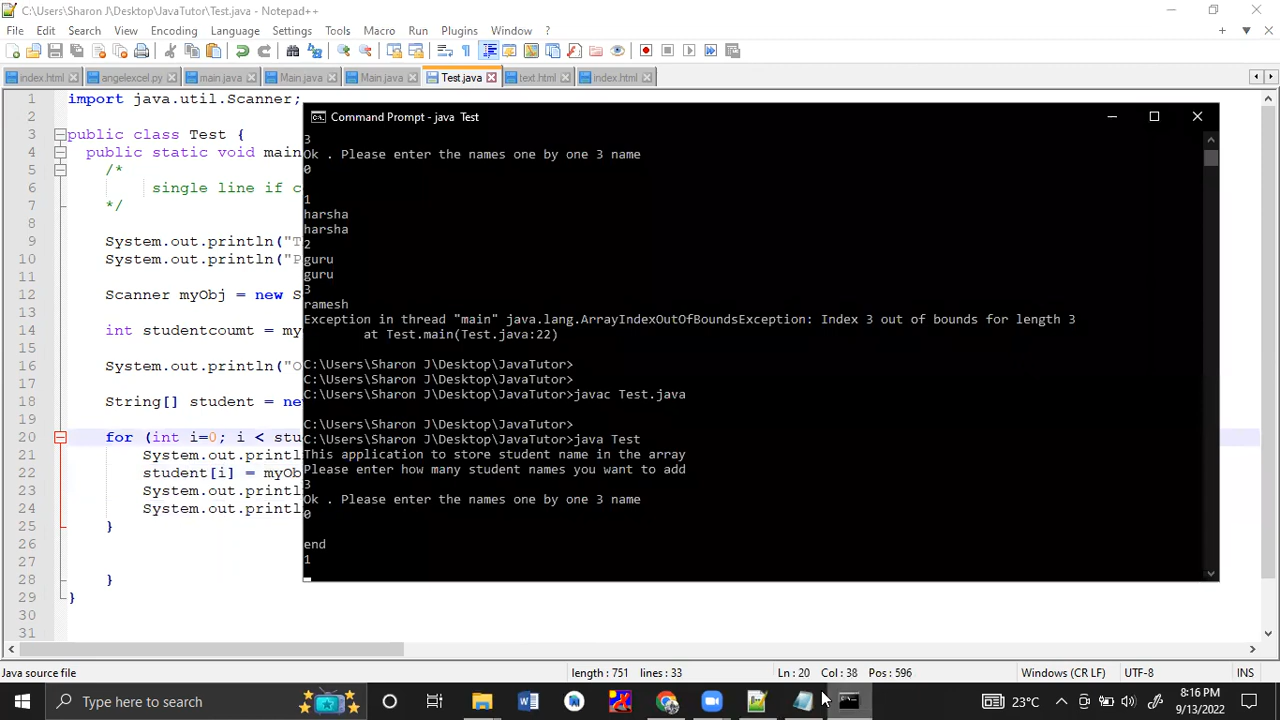 C:\Users\Sharon J\Desktop\JavaTutor\Test.java - Notepad++
File Edit Search View Encoding Language Settings Tools Macro Run Plugins Window ?
index.html angelexcel.py main.java Main.java Main.java Test.java text.html index.html
1 import java.util.Scanner;
2
3 public class Test {
4 public static void main
5 /*
6 single line if c
7 */
8
9 System.out.println("T
10 System.out.println("P
11
12 Scanner myObj = new S
13
14 int studentcoumt = my
15
16 System.out.println("O
17
18 String[] student = new
19
20 for (int i=0; i < stu
21 System.out.printl
22 student[i] = myOb
23 System.out.printl
24 System.out.printl
25 }
26
27
28 }
29 }
30
31
Command Prompt - java Test
3
Ok . Please enter the names one by one 3 name
0
1
harsha
harsha
2
guru
guru
3
ramesh
Exception in thread "main" java.lang.ArrayIndexOutOfBoundsException: Index 3 out of bounds for length 3
at Test.main(Test.java:22)
C:\Users\Sharon J\Desktop\JavaTutor>
C:\Users\Sharon J\Desktop\JavaTutor>
C:\Users\Sharon J\Desktop\JavaTutor>javac Test.java
C:\Users\Sharon J\Desktop\JavaTutor>
C:\Users\Sharon J\Desktop\JavaTutor>java Test
This application to store student name in the array
Please enter how many student names you want to add
3
Ok . Please enter the names one by one 3 name
0
end
1
Java source file length : 751 lines : 33 Ln : 20 Col : 38 Pos : 596 Windows (CR LF) UTF-8 INS
Type here to search 23°C 8:16 PM
9/13/2022